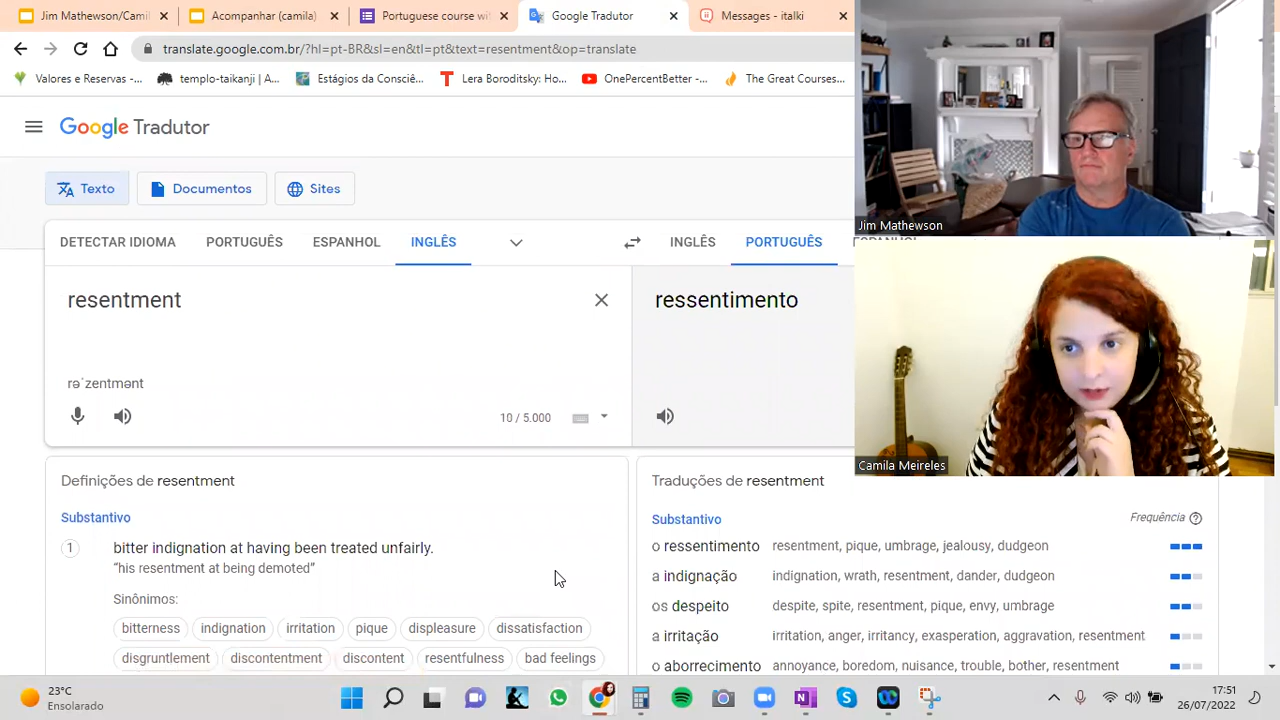 Jim Mathewson/Camil
Acompanhar (camila)
Portuguese course wit
Google Tradutor
Messages - italki
translate.google.com.br/?hl=pt-BR&sl=en&tl=pt&text=resentment&op=translate
Valores e Reservas -...
templo-taikanji | A...
Estágios da Consciê...
Lera Boroditsky: Ho...
OnePercentBetter -...
The Great Courses...
Google Tradutor
Texto
Documentos
Sites
DETECTAR IDIOMA
PORTUGUÊS
ESPANHOL
INGLÊS
INGLÊS
PORTUGUÊS
ESPANHOL
resentment
ressentimento
rəˈzentmənt
10 / 5.000
Jim Mathewson
Camila Meireles
Definições de resentment
Substantivo
1
bitter indignation at having been treated unfairly.
“his resentment at being demoted”
Sinônimos:
bitterness
indignation
irritation
pique
displeasure
dissatisfaction
disgruntlement
discontentment
discontent
resentfulness
bad feelings
Traduções de resentment
Substantivo
Frequência
o ressentimento resentment, pique, umbrage, jealousy, dudgeon
a indignação indignation, wrath, resentment, dander, dudgeon
os despeito despite, spite, resentment, pique, envy, umbrage
a irritação irritation, anger, irritancy, exasperation, aggravation, resentment
o aborrecimento annoyance, boredom, nuisance, trouble, bother, resentment
23°C
Ensolarado
17:51
26/07/2022